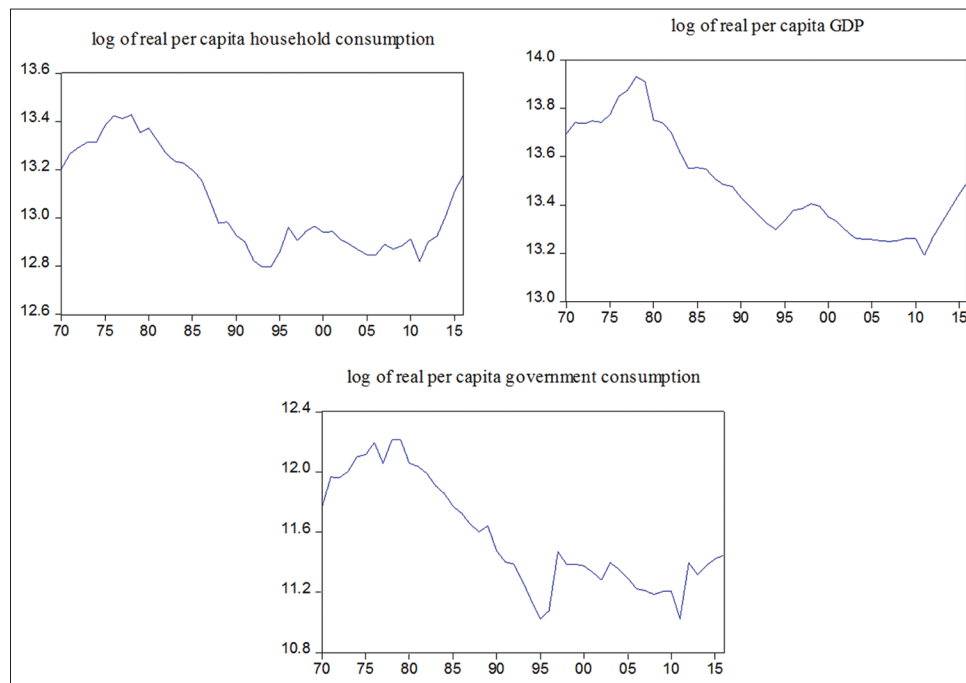 log of real per capita household consumption
13.6
13.4
13.2
13.0
12.8
12.6
70 75 80 85 90 95 00 05 10 15
log of real per capita GDP
14.0
13.8
13.6
13.4
13.2
13.0
70 75 80 85 90 95 00 05 10 15
log of real per capita government consumption
12.4
12.0
11.6
11.2
10.8
70 75 80 85 90 95 00 05 10 15